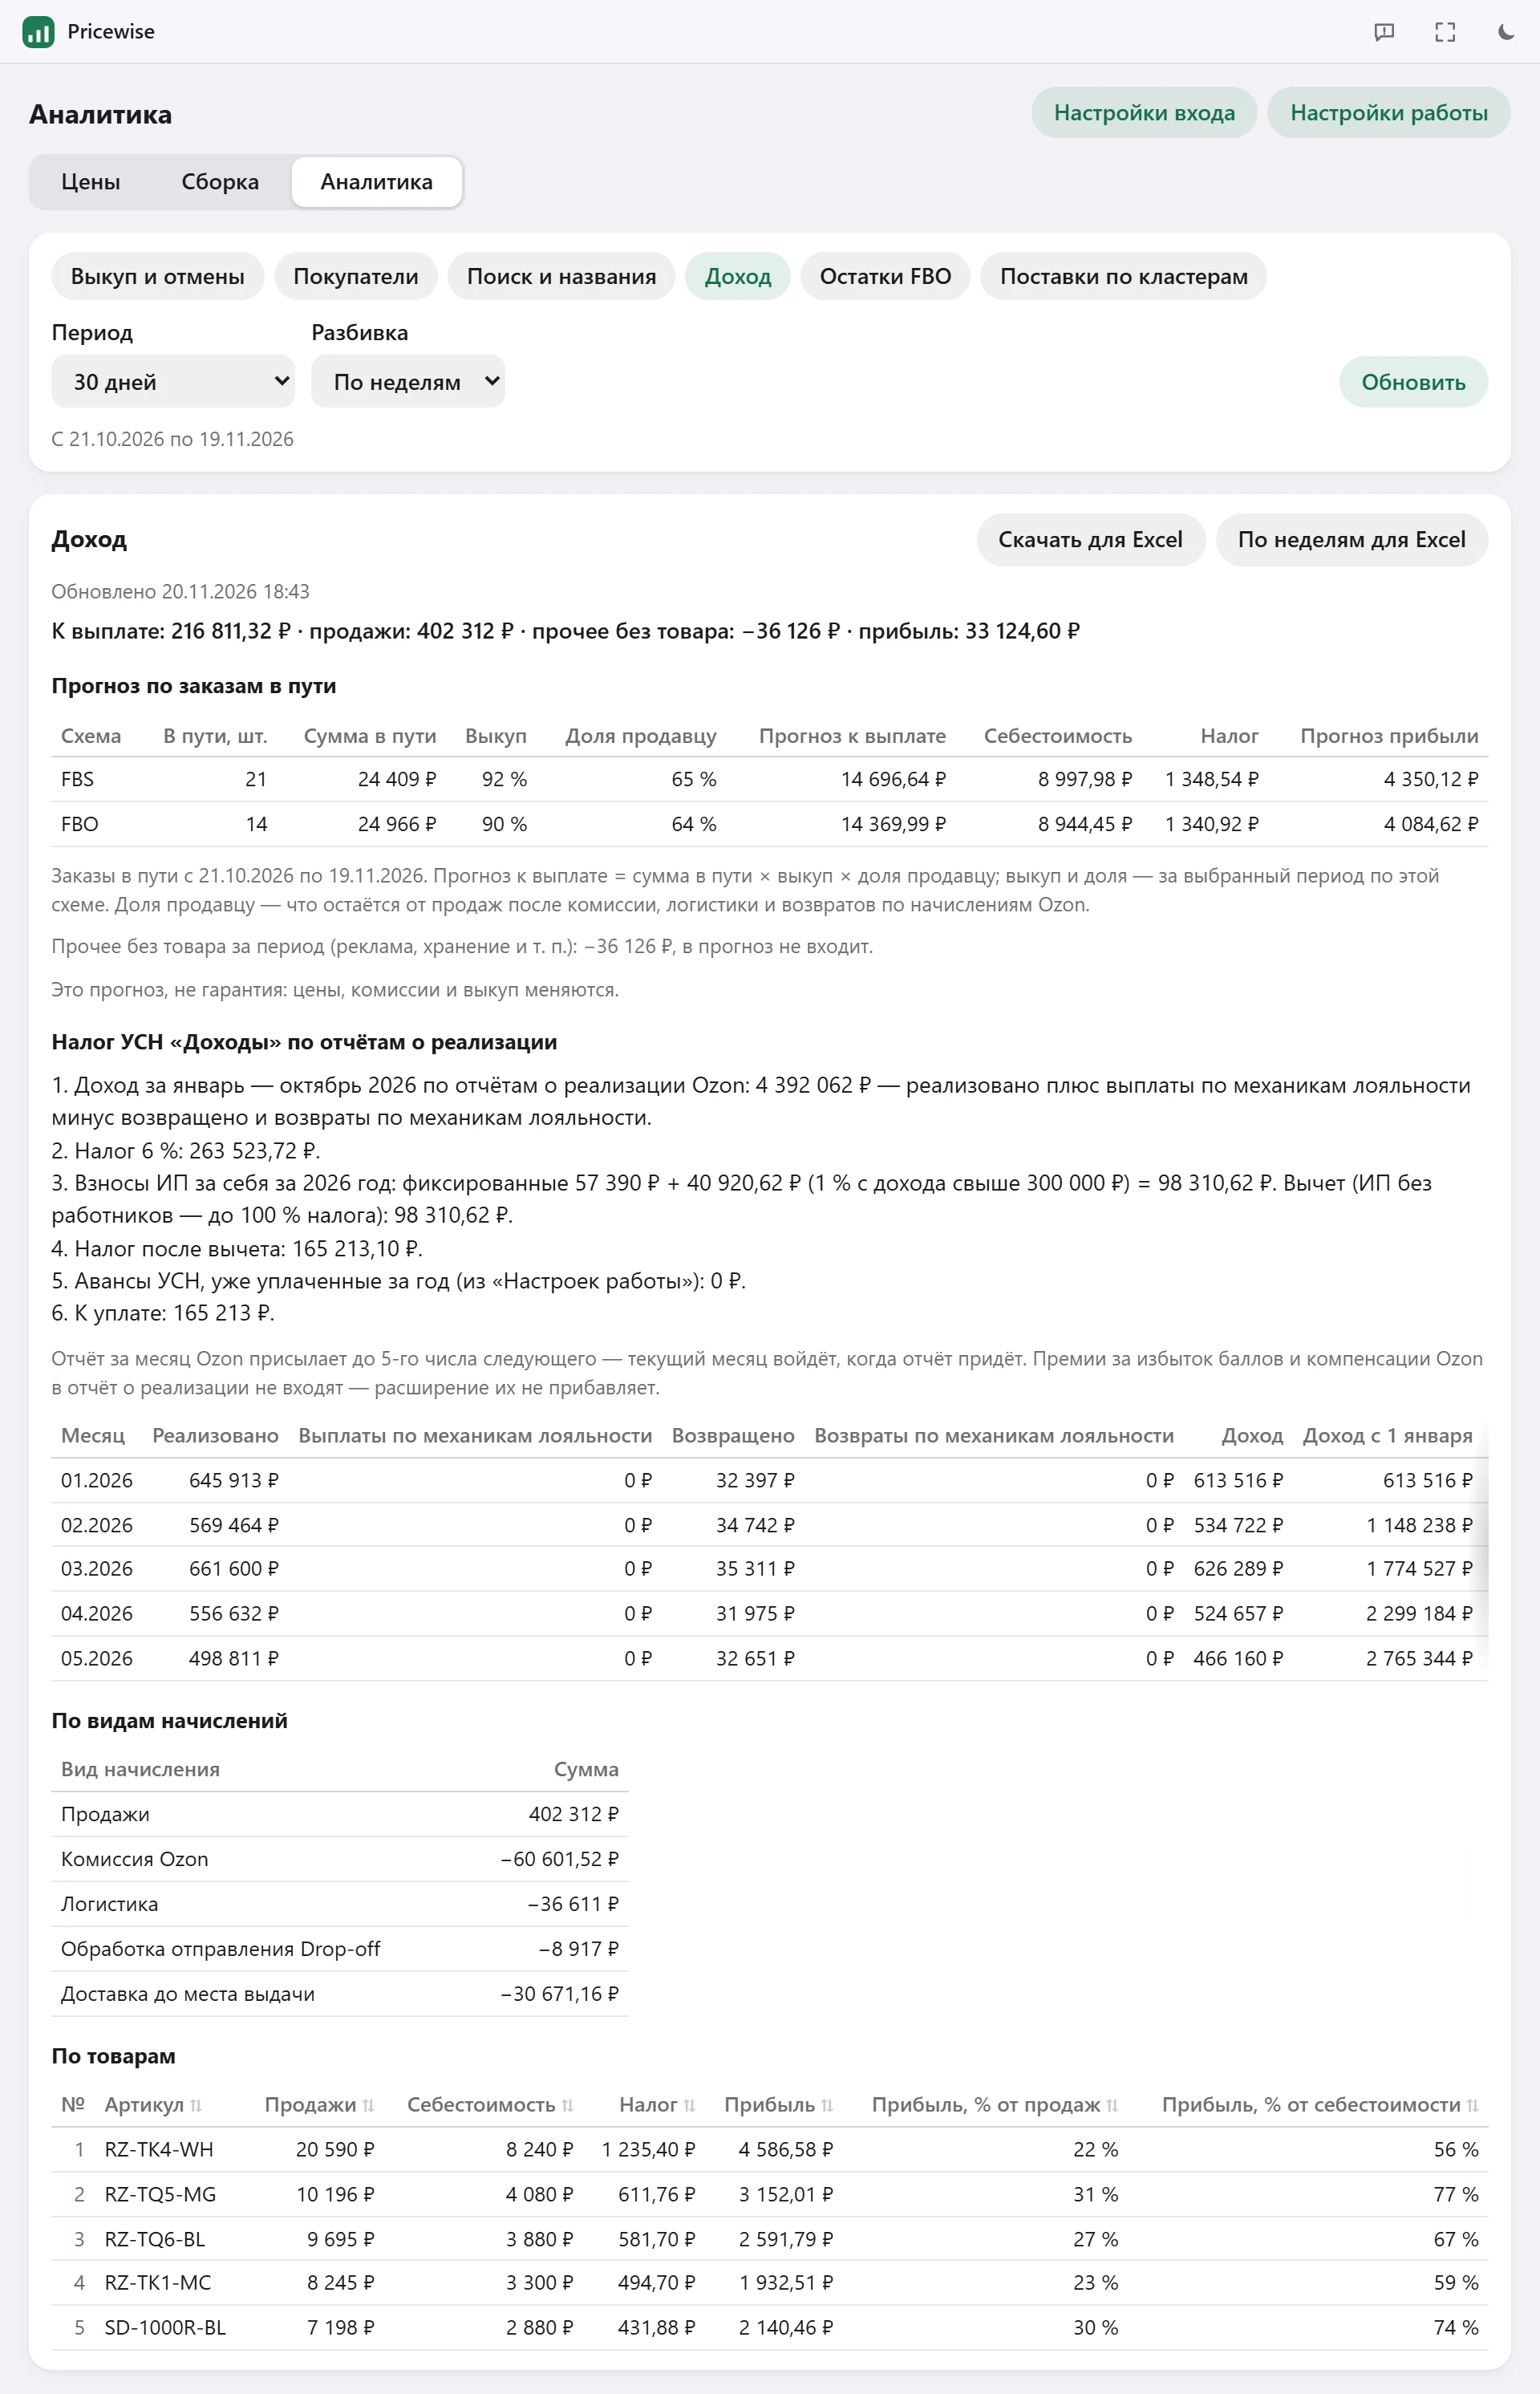 Pricewise
Аналитика
Настройки входа
Настройки работы
Цены
Сборка
Аналитика
Выкуп и отмены
Покупатели
Поиск и названия
Доход
Остатки FBO
Поставки по кластерам
Период
Разбивка
30 дней
По неделям
Обновить
С 21.10.2026 по 19.11.2026
Доход
Скачать для Excel
По неделям для Excel
Обновлено 20.11.2026 18:43
К выплате: 216 811,32 ₽ · продажи: 402 312 ₽ · прочее без товара: −36 126 ₽ · прибыль: 33 124,60 ₽
Прогноз по заказам в пути
Схема В пути, шт. Сумма в пути Выкуп Доля продавцу Прогноз к выплате Себестоимость Налог Прогноз прибыли
FBS 21 24 409 ₽ 92 % 65 % 14 696,64 ₽ 8 997,98 ₽ 1 348,54 ₽ 4 350,12 ₽
FBO 14 24 966 ₽ 90 % 64 % 14 369,99 ₽ 8 944,45 ₽ 1 340,92 ₽ 4 084,62 ₽
Заказы в пути с 21.10.2026 по 19.11.2026. Прогноз к выплате = сумма в пути × выкуп × доля продавцу; выкуп и доля — за выбранный период по этой
схеме. Доля продавцу — что остаётся от продаж после комиссии, логистики и возвратов по начислениям Ozon.
Прочее без товара за период (реклама, хранение и т. п.): −36 126 ₽, в прогноз не входит.
Это прогноз, не гарантия: цены, комиссии и выкуп меняются.
Налог УСН «Доходы» по отчётам о реализации
1. Доход за январь — октябрь 2026 по отчётам о реализации Ozon: 4 392 062 ₽ — реализовано плюс выплаты по механикам лояльности
минус возвращено и возвраты по механикам лояльности.
2. Налог 6 %: 263 523,72 ₽.
3. Взносы ИП за себя за 2026 год: фиксированные 57 390 ₽ + 40 920,62 ₽ (1 % с дохода свыше 300 000 ₽) = 98 310,62 ₽. Вычет (ИП без
работников — до 100 % налога): 98 310,62 ₽.
4. Налог после вычета: 165 213,10 ₽.
5. Авансы УСН, уже уплаченные за год (из «Настроек работы»): 0 ₽.
6. К уплате: 165 213 ₽.
Отчёт за месяц Ozon присылает до 5-го числа следующего — текущий месяц войдёт, когда отчёт придёт. Премии за избыток баллов и компенсации Ozon
в отчёт о реализации не входят — расширение их не прибавляет.
Месяц Реализовано Выплаты по механикам лояльности Возвращено Возвраты по механикам лояльности Доход Доход с 1 января
01.2026 645 913 ₽ 0 ₽ 32 397 ₽ 0 ₽ 613 516 ₽ 613 516 ₽
02.2026 569 464 ₽ 0 ₽ 34 742 ₽ 0 ₽ 534 722 ₽ 1 148 238 ₽
03.2026 661 600 ₽ 0 ₽ 35 311 ₽ 0 ₽ 626 289 ₽ 1 774 527 ₽
04.2026 556 632 ₽ 0 ₽ 31 975 ₽ 0 ₽ 524 657 ₽ 2 299 184 ₽
05.2026 498 811 ₽ 0 ₽ 32 651 ₽ 0 ₽ 466 160 ₽ 2 765 344 ₽
По видам начислений
Вид начисления Сумма
Продажи 402 312 ₽
Комиссия Ozon −60 601,52 ₽
Логистика −36 611 ₽
Обработка отправления Drop-off −8 917 ₽
Доставка до места выдачи −30 671,16 ₽
По товарам
№ Артикул Продажи Себестоимость Налог Прибыль Прибыль, % от продаж Прибыль, % от себестоимости
1 RZ-TK4-WH 20 590 ₽ 8 240 ₽ 1 235,40 ₽ 4 586,58 ₽ 22 % 56 %
2 RZ-TQ5-MG 10 196 ₽ 4 080 ₽ 611,76 ₽ 3 152,01 ₽ 31 % 77 %
3 RZ-TQ6-BL 9 695 ₽ 3 880 ₽ 581,70 ₽ 2 591,79 ₽ 27 % 67 %
4 RZ-TK1-MC 8 245 ₽ 3 300 ₽ 494,70 ₽ 1 932,51 ₽ 23 % 59 %
5 SD-1000R-BL 7 198 ₽ 2 880 ₽ 431,88 ₽ 2 140,46 ₽ 30 % 74 %